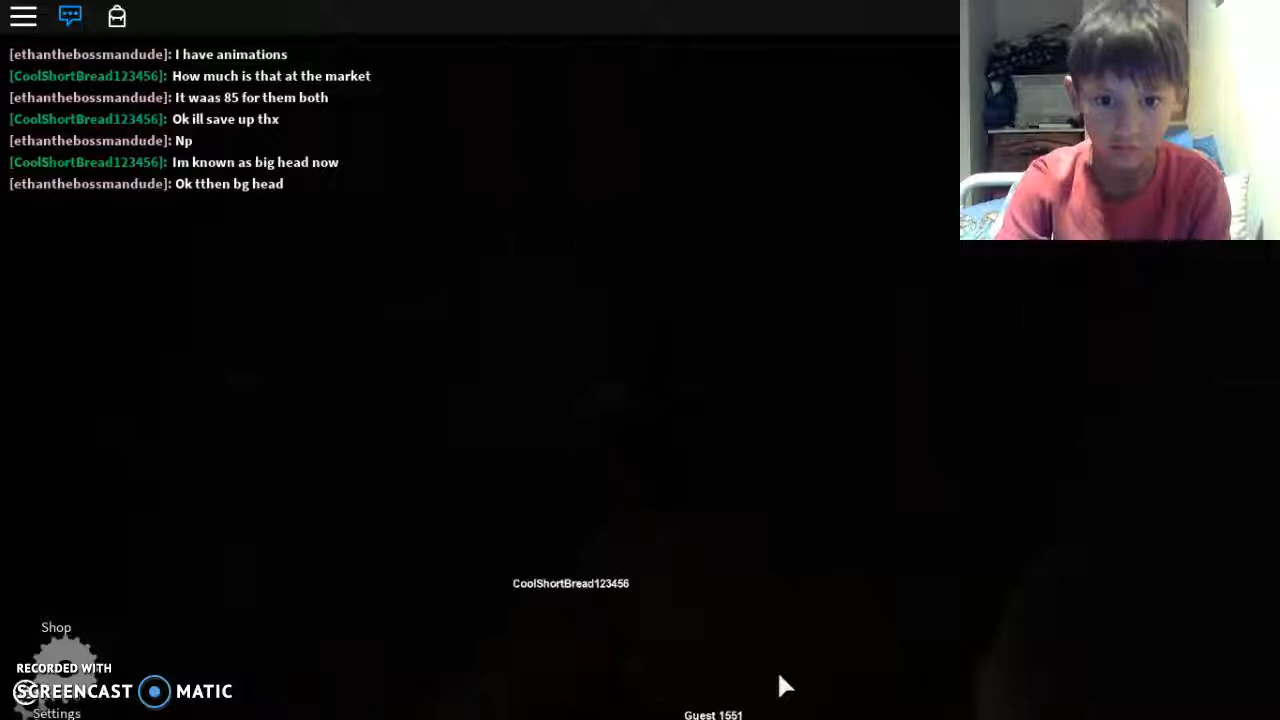 [ethanthebossmandude]: I have animations
[CoolShortBread123456]: How much is that at the market
[ethanthebossmandude]: It waas 85 for them both
[CoolShortBread123456]: Ok ill save up thx
[ethanthebossmandude]: Np
[CoolShortBread123456]: Im known as big head now
[ethanthebossmandude]: Ok tthen bg head
CoolShortBread123456
Shop
RECORDED WITH
SCREENCAST MATIC
Settings
Guest 1551